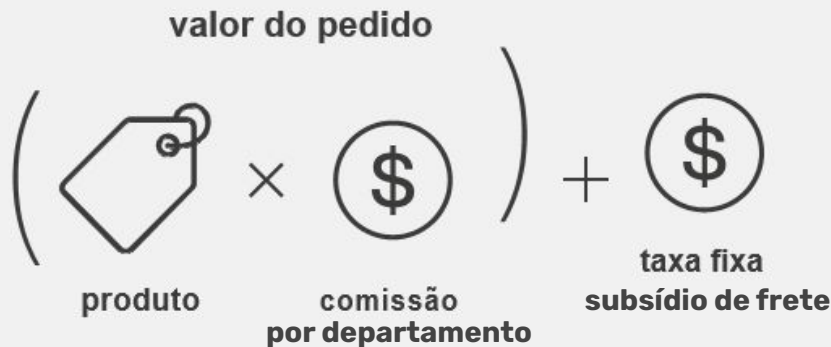 valor do pedido
( × $ ) + $
produto
comissão
por departamento
taxa fixa
subsídio de frete